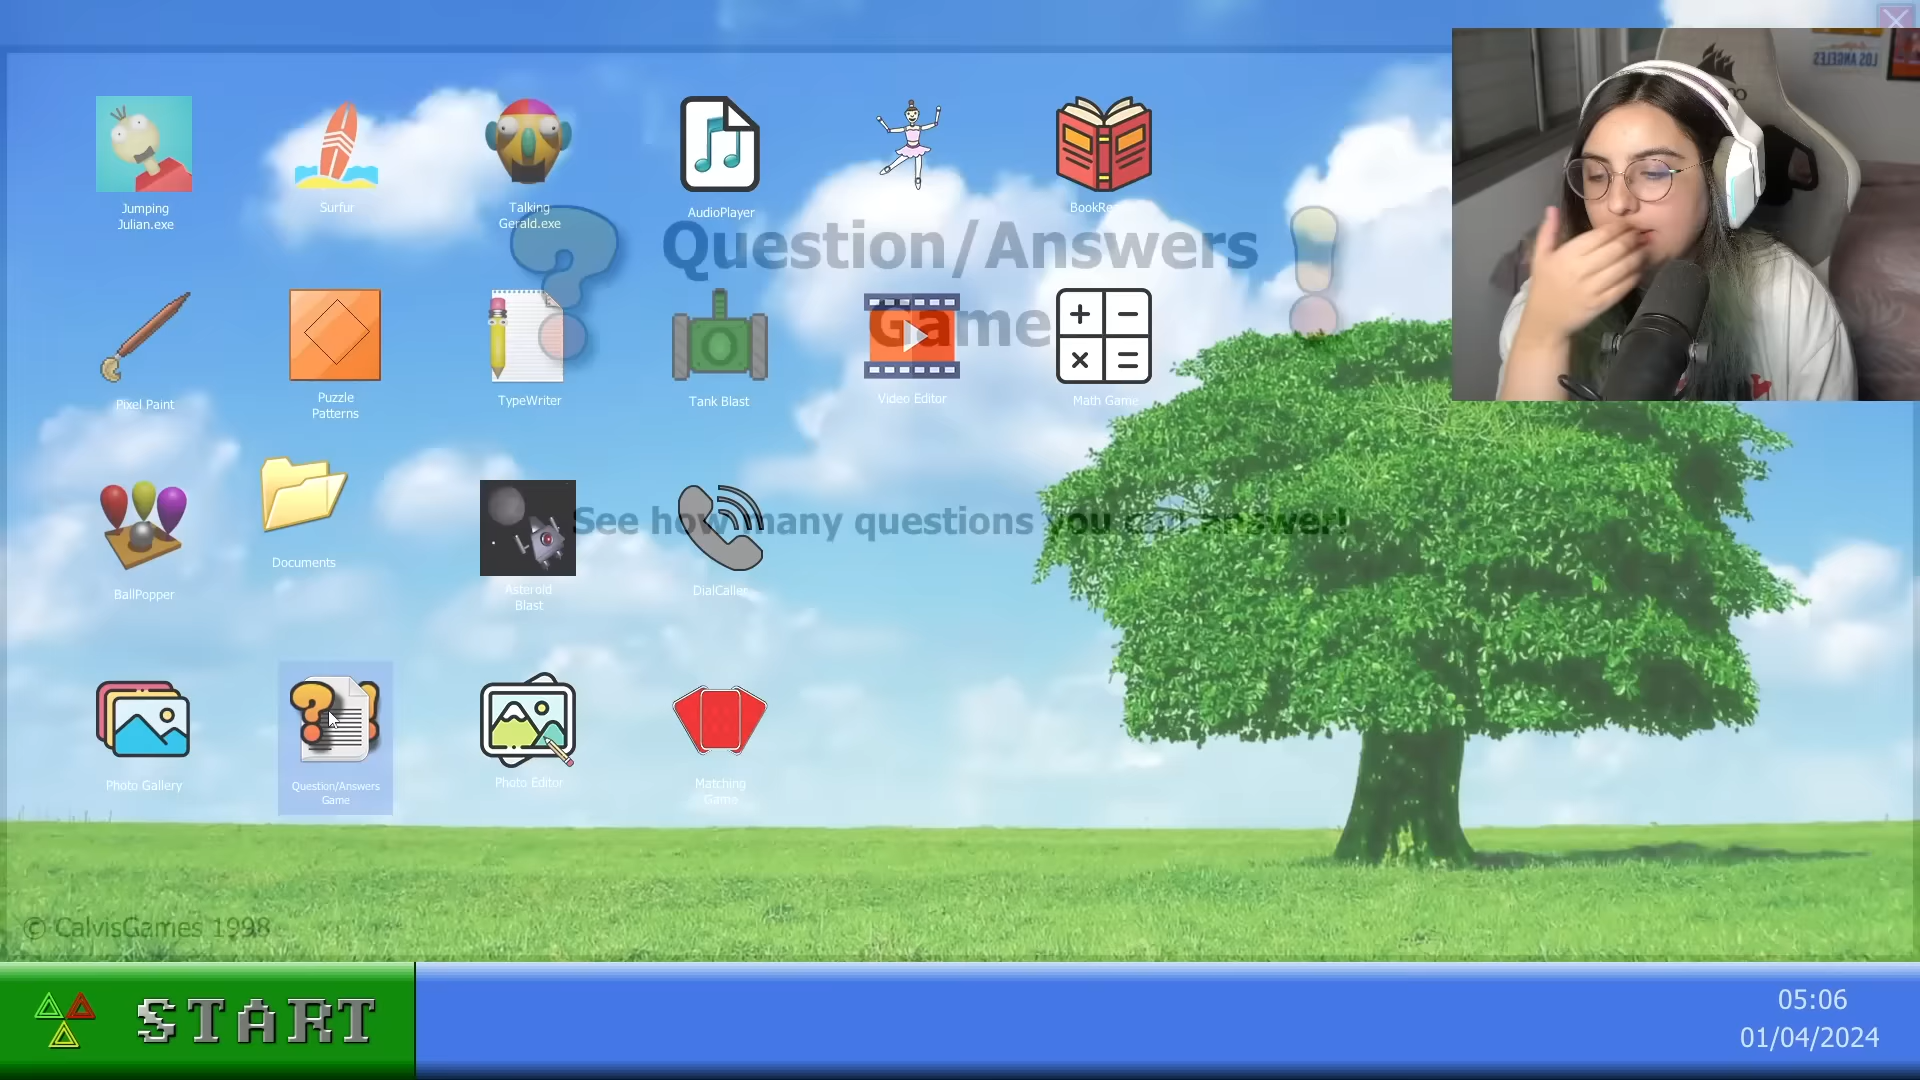 LOS ANGELES
Jumping
Julian.exe
Surfur
Talking
Gerald.exe
AudioPlayer
Question/Answers
Game
Pixel Paint
Puzzle
Patterns
TypeWriter
Tank Blast
Video Editor
Math Game
See how many questions you can answer!
BallPopper
Documents
Asteroid
Blast
DialCaller
Photo Gallery
Question/Answers
Game
Photo Editor
Matching
Game
© CalvisGames 1998
START
05:06
01/04/2024